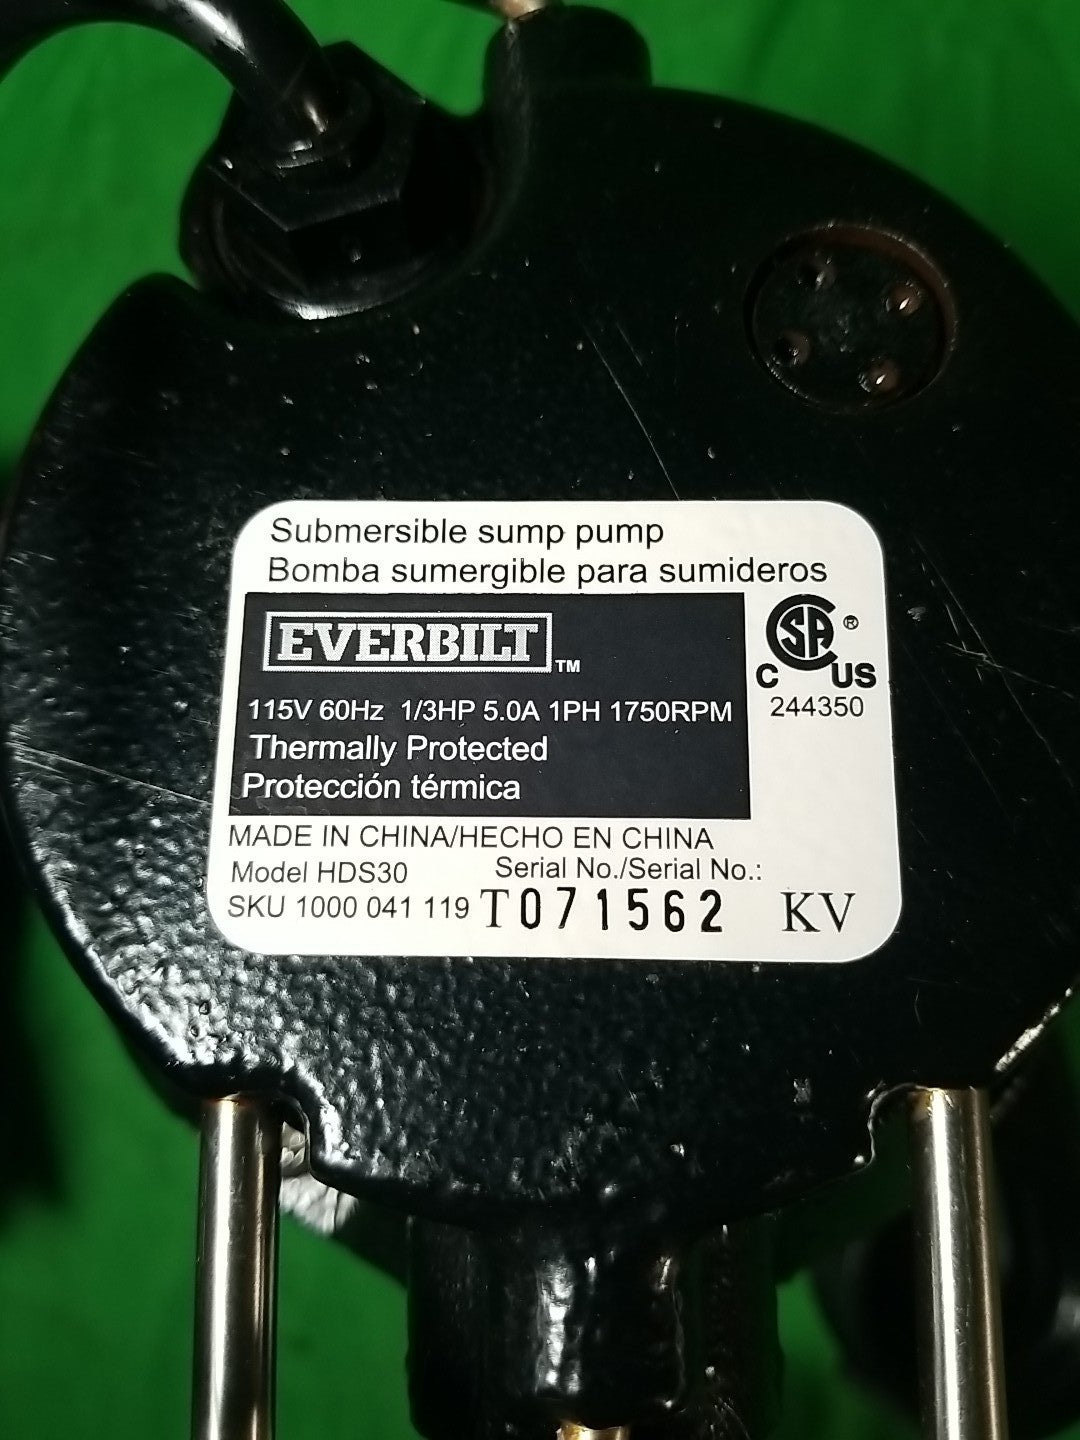 Submersible sump pump
Bomba sumergible para sumideros
EVERBILT™
CSA®
C US
244350
115V 60Hz 1/3HP 5.0A 1PH 1750RPM
Thermally Protected
Protección térmica
MADE IN CHINA/HECHO EN CHINA
Model HDS30 Serial No./Serial No.:
SKU 1000 041 119 T071562 KV